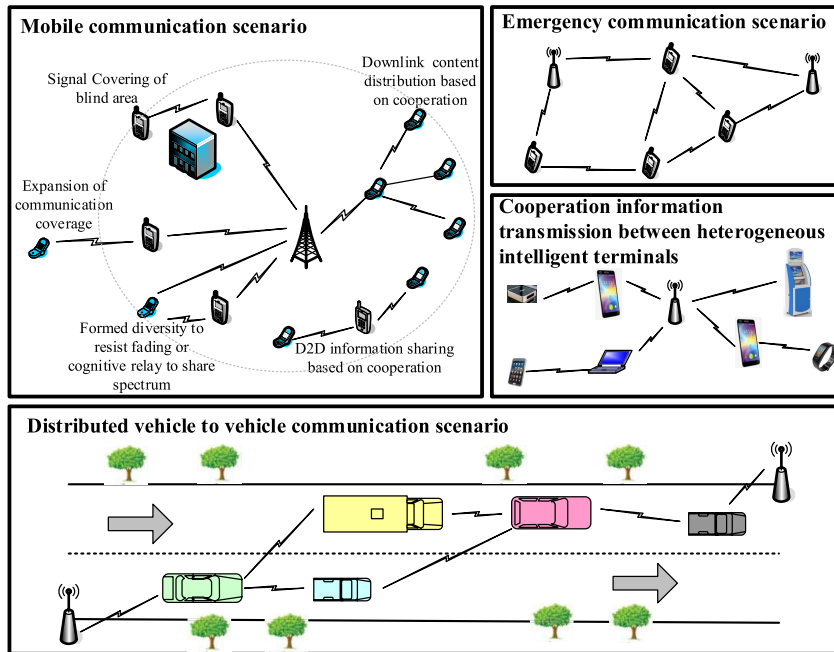 Mobile communication scenario
Signal Covering of
blind area
Downlink content
distribution based
on cooperation
Expansion of
communication
coverage
Formed diversity to
resist fading or
cognitive relay to share
spectrum
D2D information sharing
based on cooperation
Emergency communication scenario
Cooperation information
transmission between heterogeneous
intelligent terminals
Distributed vehicle to vehicle communication scenario